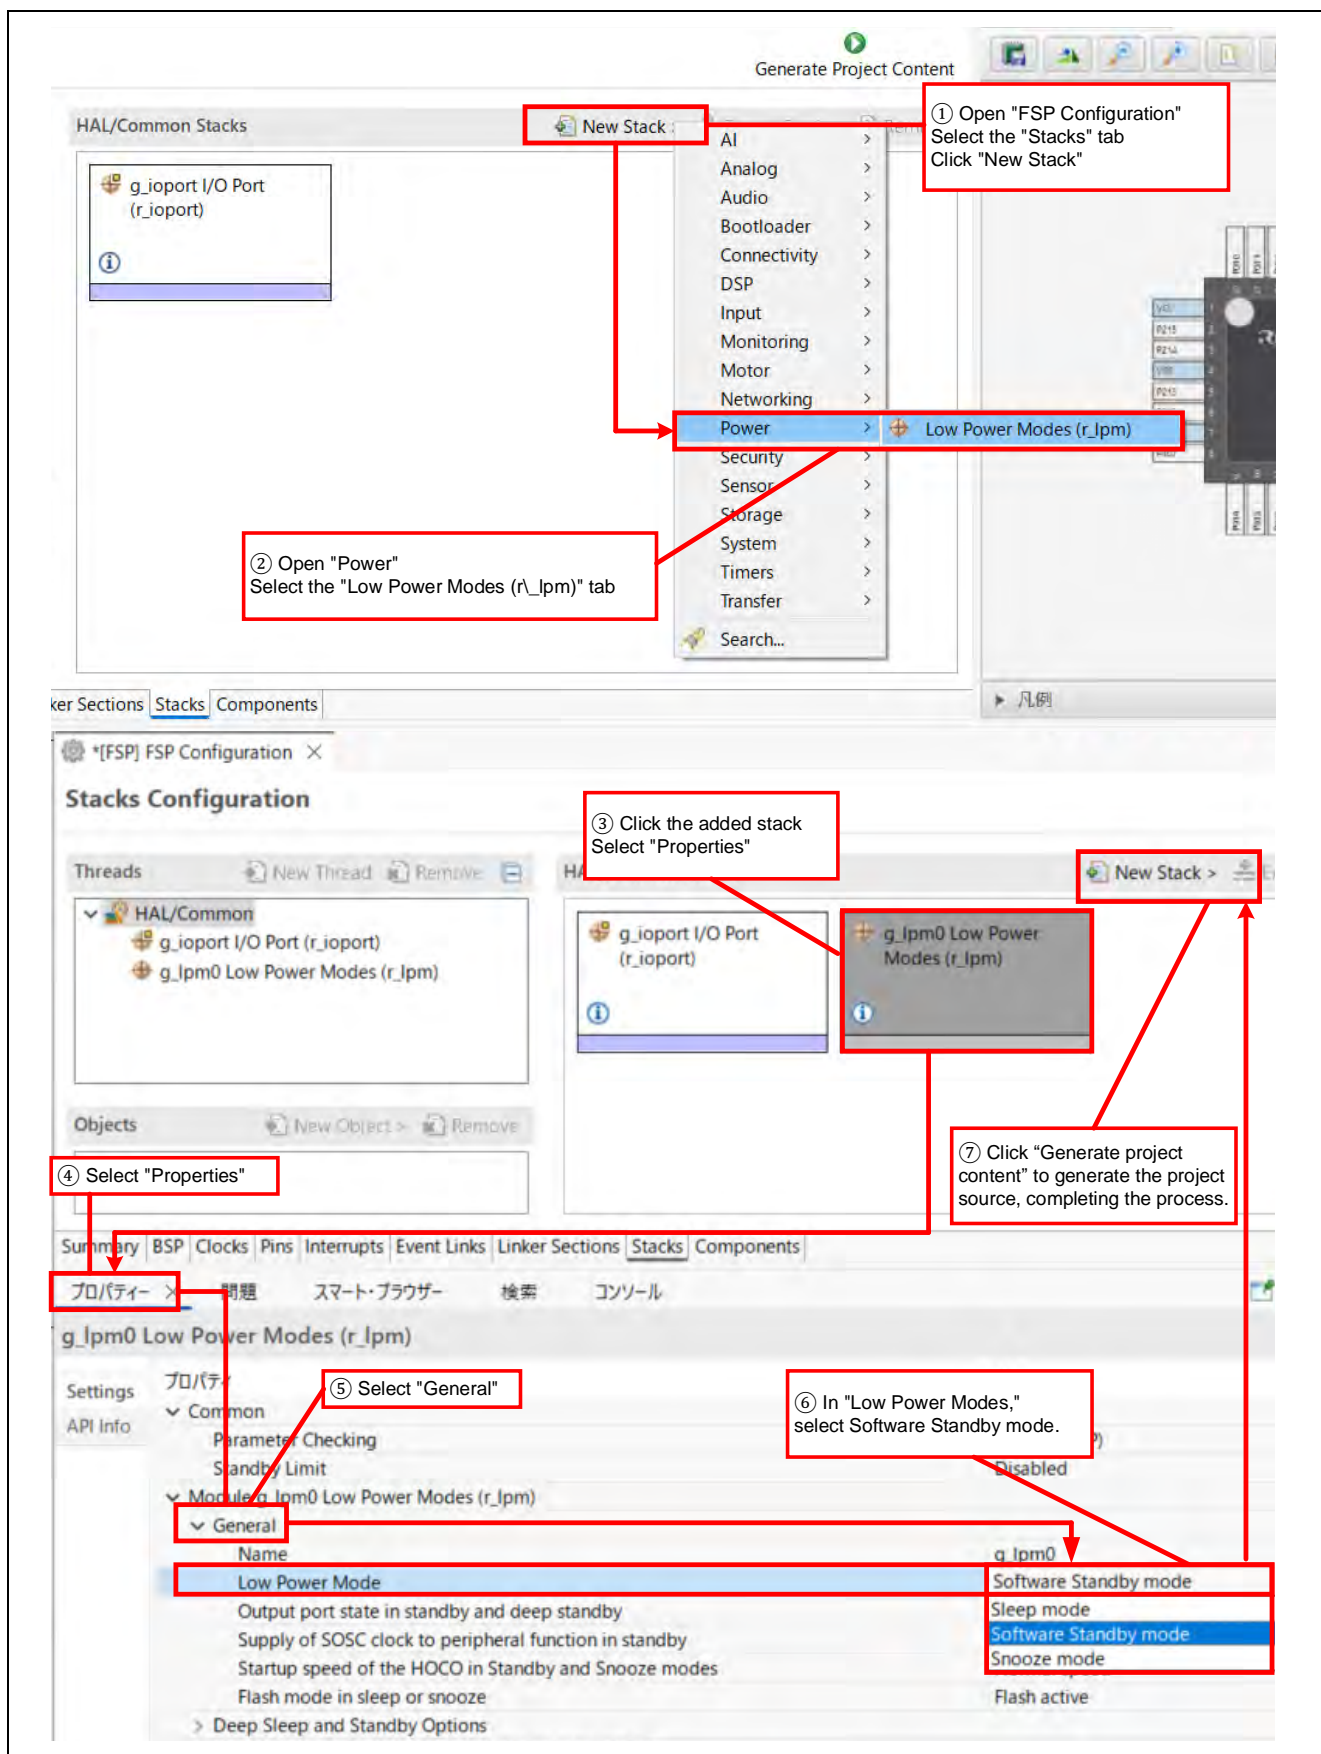 Generate Project Content
HAL/Common Stacks
New Stack >
① Open "FSP Configuration"
Select the "Stacks" tab
Click "New Stack"
g_ioport I/O Port
(r_ioport)
AI >
Analog >
Audio >
Bootloader >
Connectivity >
DSP >
Input >
Monitoring >
Motor >
Networking >
Power > Low Power Modes (r_lpm)
Security >
Sensor >
Storage >
System >
Timers >
Transfer >
Search...
② Open "Power"
Select the "Low Power Modes (r\_lpm)" tab
ker Sections Stacks Components
凡例
*[FSP] FSP Configuration
Stacks Configuration
③ Click the added stack
Select "Properties"
Threads New Thread Remove
New Stack >
HAL/Common
g_ioport I/O Port (r_ioport)
g_lpm0 Low Power Modes (r_lpm)
g_ioport I/O Port
(r_ioport)
g_lpm0 Low Power
Modes (r_lpm)
Objects New Object > Remove
④ Select "Properties"
⑦ Click “Generate project
content” to generate the project
source, completing the process.
Summary BSP Clocks Pins Interrupts Event Links Linker Sections Stacks Components
プロパティー 問題 スマート・ブラウザー 検索 コンソール
g_lpm0 Low Power Modes (r_lpm)
Settings
API Info
プロパティ
⑤ Select "General"
⑥ In "Low Power Modes,"
select Software Standby mode.
Common
Parameter Checking
Standby Limit Disabled
Module g_lpm0 Low Power Modes (r_lpm)
General
Name g_lpm0
Low Power Mode Software Standby mode
Output port state in standby and deep standby Sleep mode
Supply of SOSC clock to peripheral function in standby Software Standby mode
Snooze mode
Startup speed of the HOCO in Standby and Snooze modes
Flash mode in sleep or snooze Flash active
> Deep Sleep and Standby Options